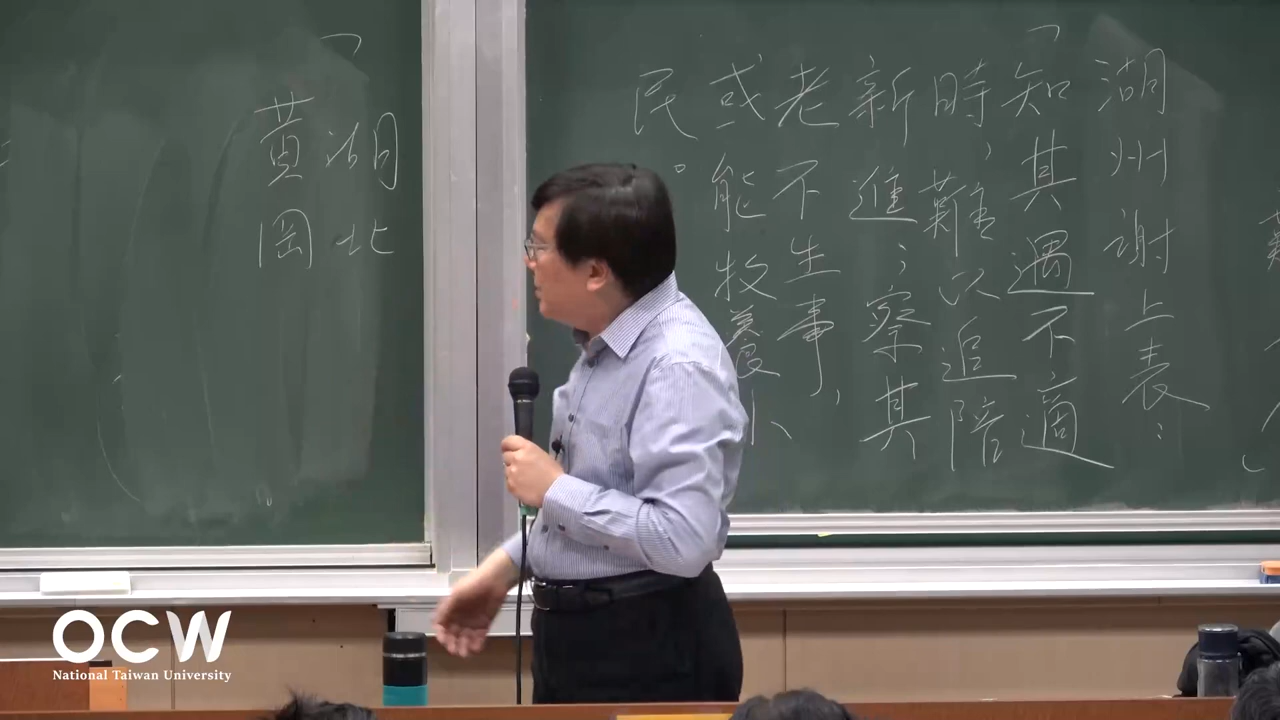 湖州謝上表：
「知其遇不適
時，難以追陪
新進；察其
老不生事，
或能牧養小
民。
「湖北
黃岡
OCW
National Taiwan University